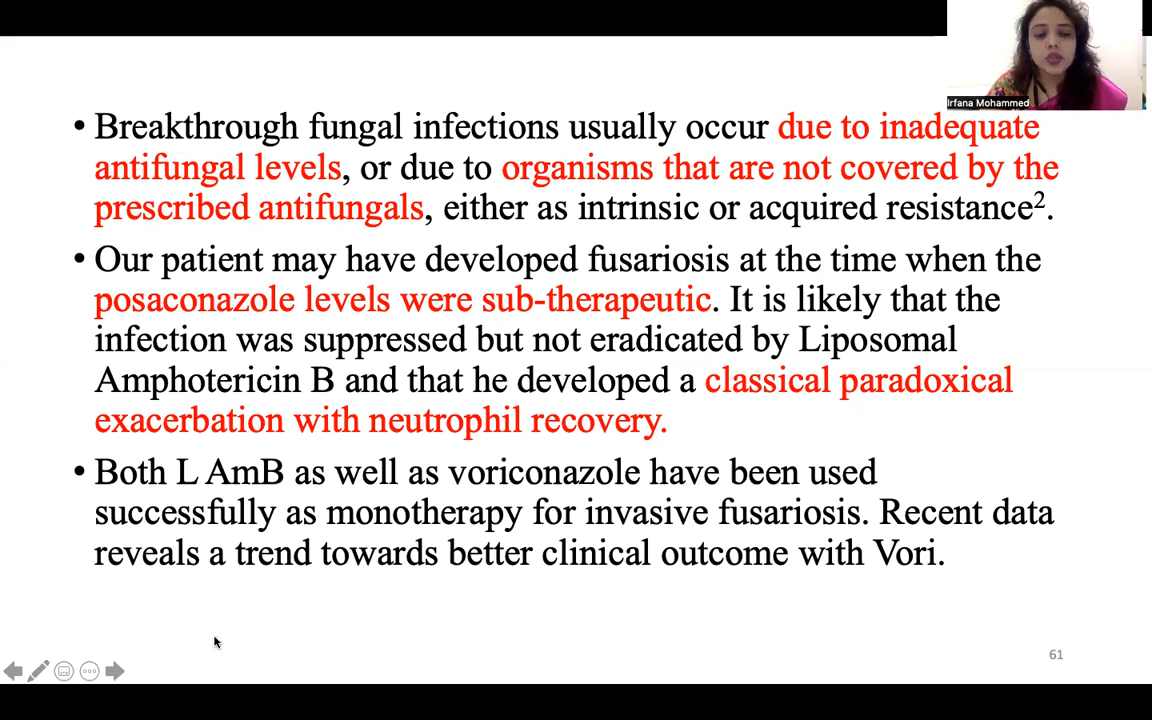 Irfana Mohammed
• Breakthrough fungal infections usually occur due to inadequate
antifungal levels, or due to organisms that are not covered by the
prescribed antifungals, either as intrinsic or acquired resistance2.
• Our patient may have developed fusariosis at the time when the
posaconazole levels were sub-therapeutic. It is likely that the
infection was suppressed but not eradicated by Liposomal
Amphotericin B and that he developed a classical paradoxical
exacerbation with neutrophil recovery.
• Both L AmB as well as voriconazole have been used
successfully as monotherapy for invasive fusariosis. Recent data
reveals a trend towards better clinical outcome with Vori.
61